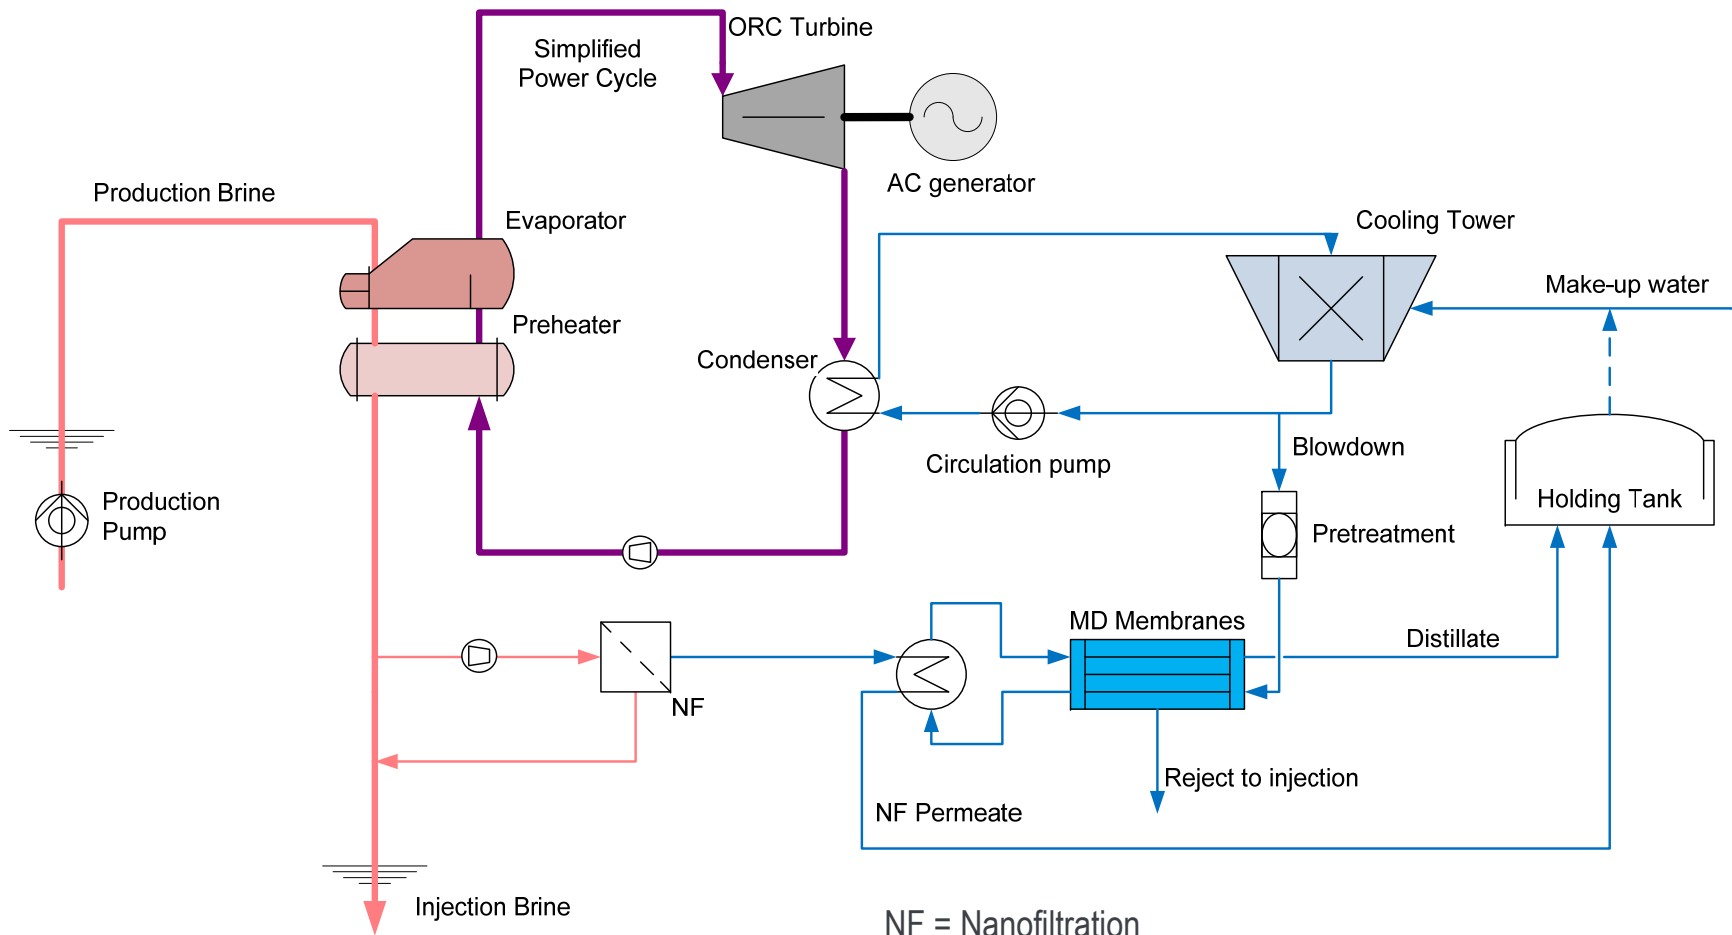 ORC Turbine
Simplified
Power Cycle
AC generator
Production Brine
Evaporator
Cooling Tower
Make-up water
Preheater
Condenser
Blowdown
Circulation pump
Holding Tank
Production
Pump
Pretreatment
MD Membranes
Distillate
NF
Reject to injection
NF Permeate
Injection Brine
NF = Nanofiltration